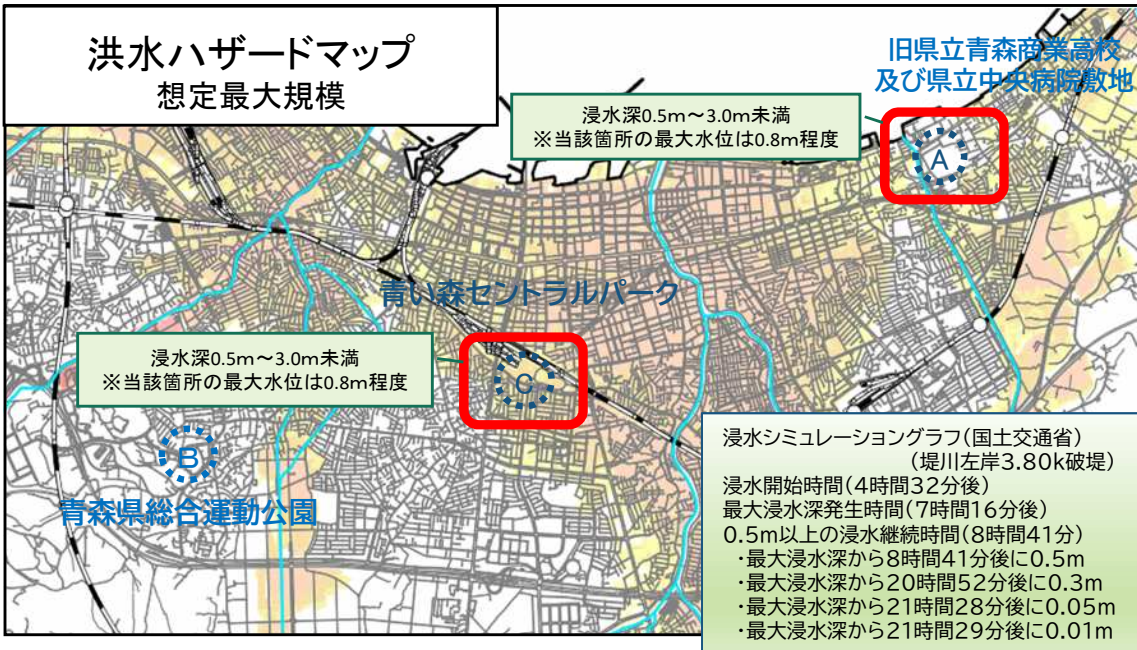 洪水ハザードマップ
想定最大規模
旧県立青森商業高校
及び県立中央病院敷地
浸水深0.5m～3.0m未満
※当該箇所の最大水位は0.8m程度
A
青い森セントラルパーク
浸水深0.5m～3.0m未満
※当該箇所の最大水位は0.8m程度
C
B
青森県総合運動公園
浸水シミュレーショングラフ(国土交通省)
(堤川左岸3.80k破堤)
浸水開始時間(4時間32分後)
最大浸水深発生時間(7時間16分後)
0.5m以上の浸水継続時間(8時間41分)
・最大浸水深から8時間41分後に0.5m
・最大浸水深から20時間52分後に0.3m
・最大浸水深から21時間28分後に0.05m
・最大浸水深から21時間29分後に0.01m